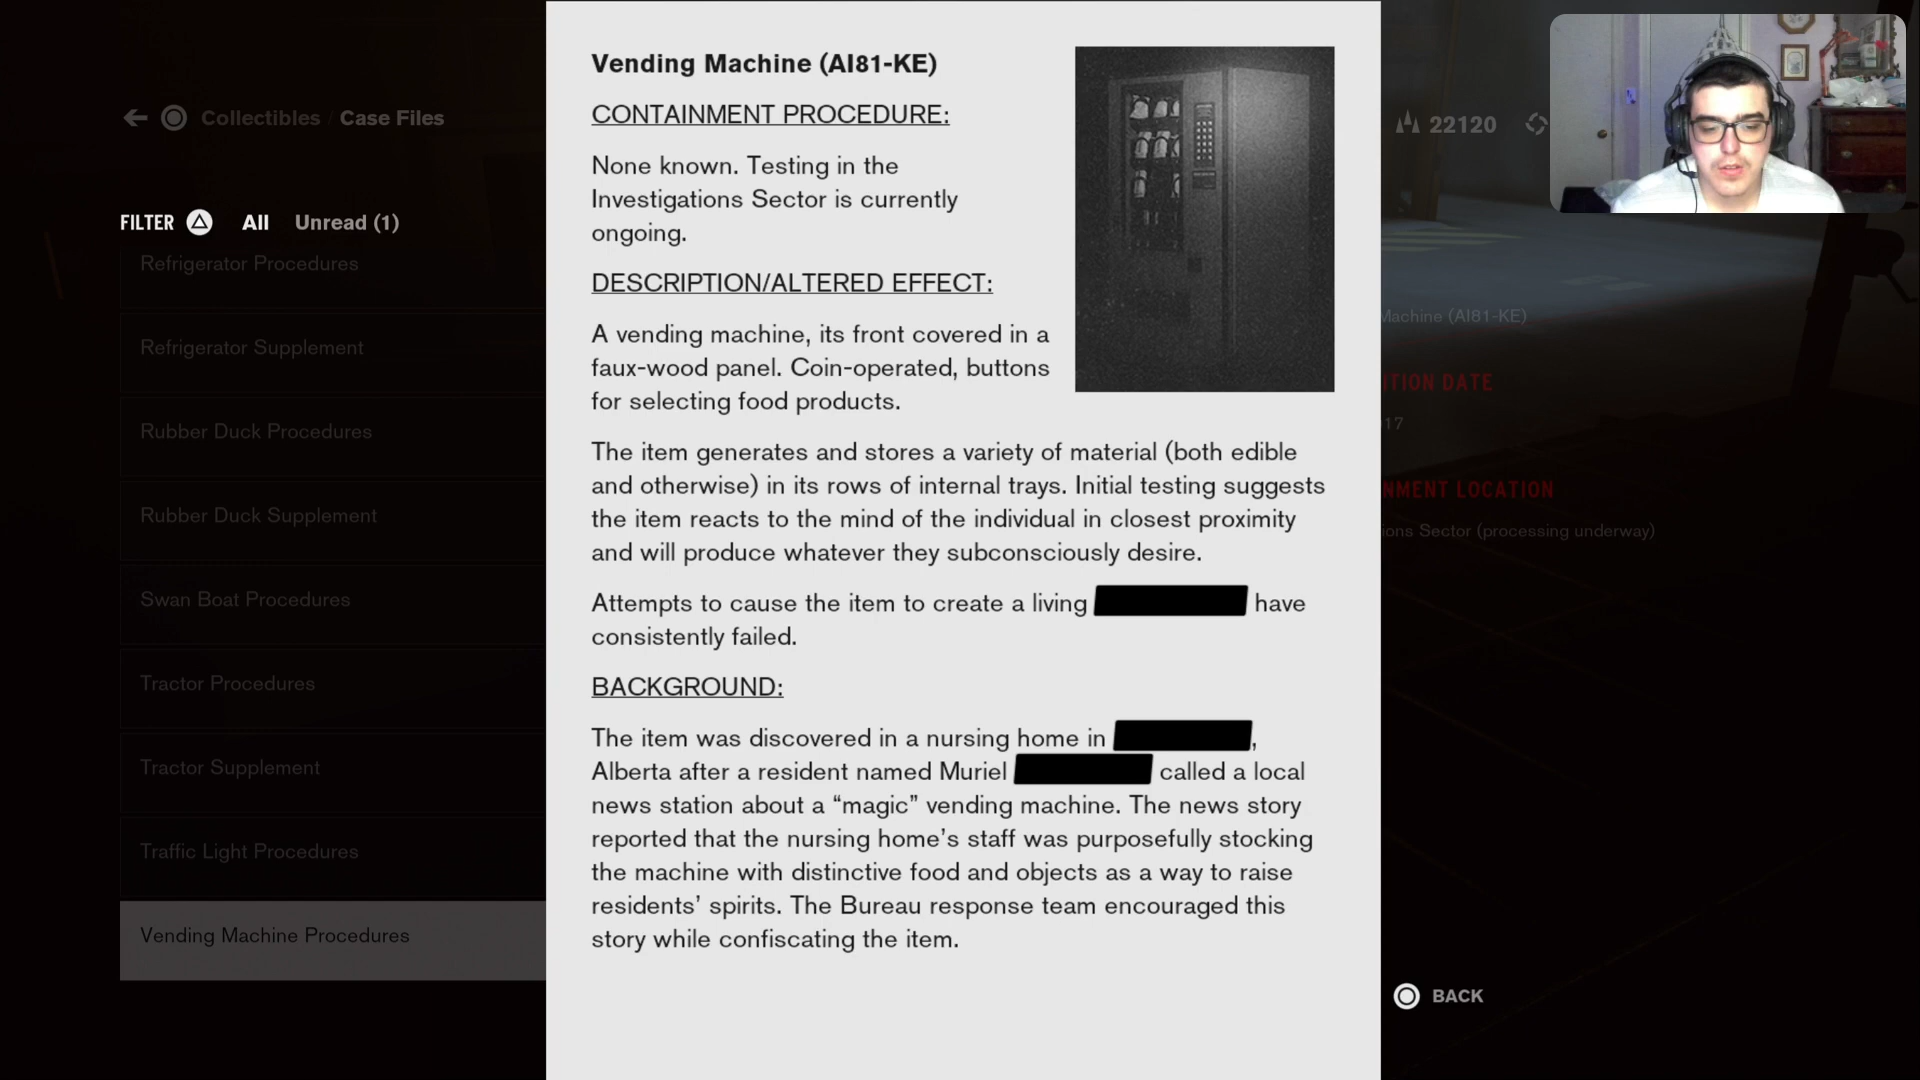 Collectibles / Case Files
FILTER All Unread (1)
Refrigerator Procedures
Refrigerator Supplement
Rubber Duck Procedures
Rubber Duck Supplement
Swan Boat Procedures
Tractor Procedures
Tractor Supplement
Traffic Light Procedures
Vending Machine Procedures
Vending Machine (AI81-KE)
CONTAINMENT PROCEDURE:
None known. Testing in the
Investigations Sector is currently
ongoing.
DESCRIPTION/ALTERED EFFECT:
A vending machine, its front covered in a
faux-wood panel. Coin-operated, buttons
for selecting food products.
The item generates and stores a variety of material (both edible
and otherwise) in its rows of internal trays. Initial testing suggests
the item reacts to the mind of the individual in closest proximity
and will produce whatever they subconsciously desire.
Attempts to cause the item to create a living have
consistently failed.
BACKGROUND:
The item was discovered in a nursing home in ,
Alberta after a resident named Muriel called a local
news station about a “magic” vending machine. The news story
reported that the nursing home’s staff was purposefully stocking
the machine with distinctive food and objects as a way to raise
residents’ spirits. The Bureau response team encouraged this
story while confiscating the item.
22120
Machine (AI81-KE)
ITION DATE
17
NMENT LOCATION
ions Sector (processing underway)
BACK